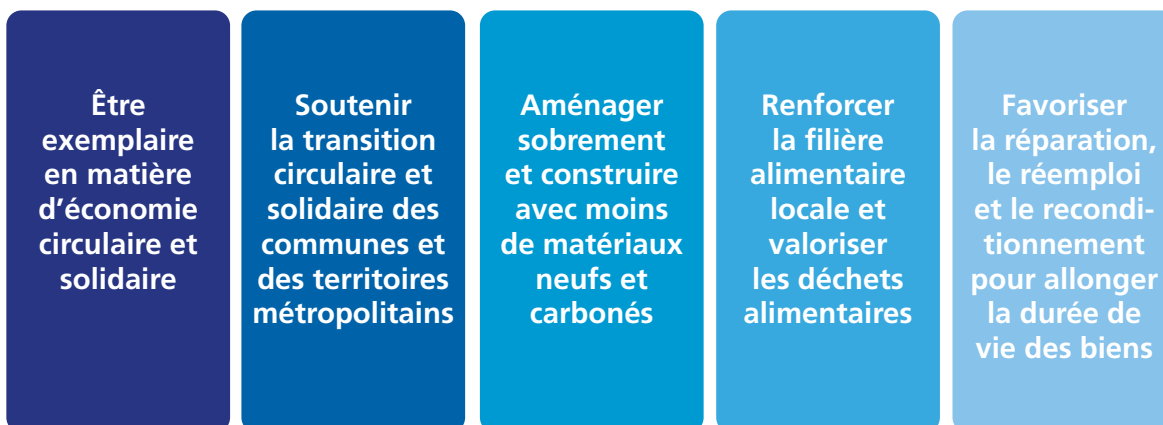 Être
exemplaire
en matière
d'économie
circulaire et
solidaire
Soutenir
la transition
circulaire et
solidaire des
communes et
des territoires
métropolitains
Aménager
sobrement
et construire
avec moins
de matériaux
neufs et
carbonés
Renforcer
la filière
alimentaire
locale et
valoriser
les déchets
alimentaires
Favoriser
la réparation,
le réemploi
et le recondi-
tionnement
pour allonger
la durée de
vie des biens